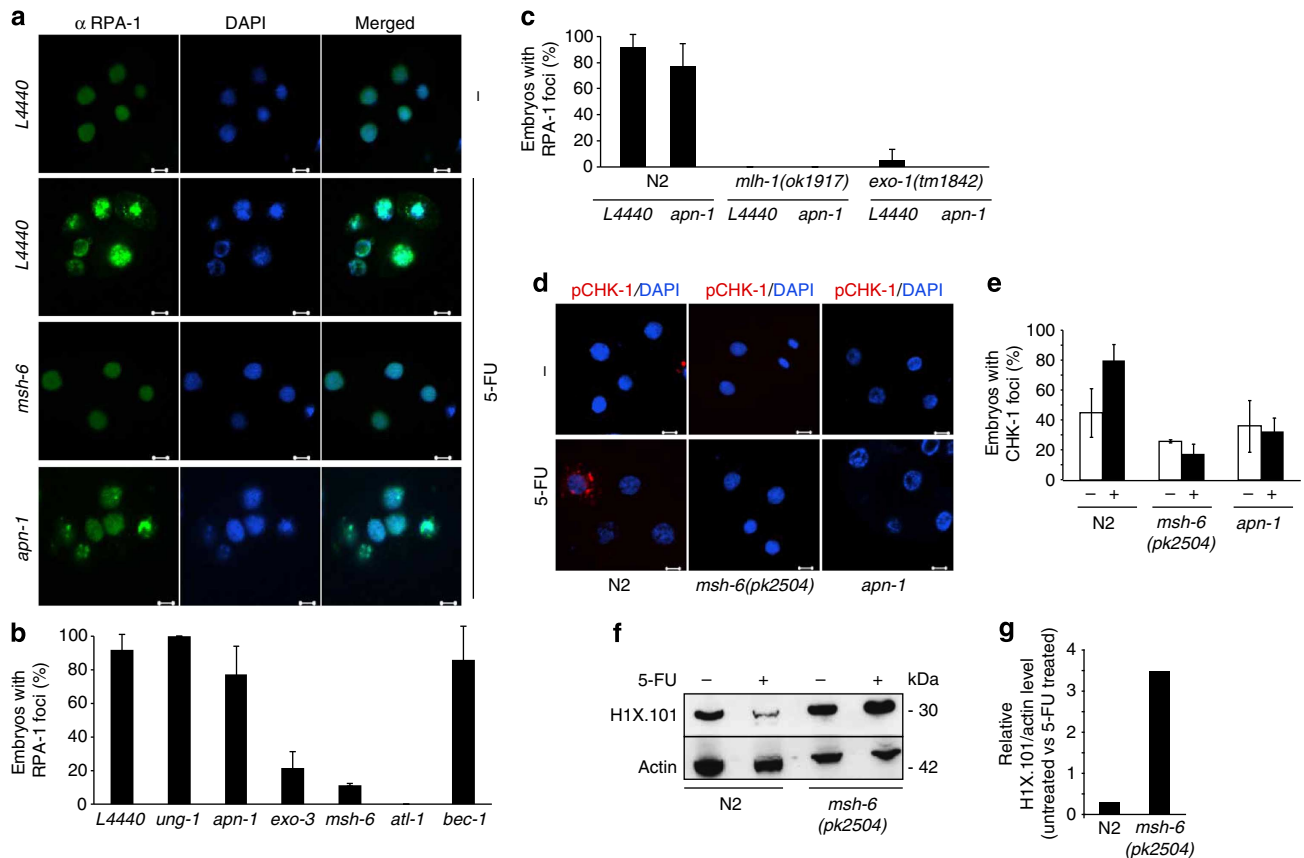 a
α RPA-1 DAPI Merged
L4440
–
L4440
msh-6
apn-1
5-FU
b
Embryos with
RPA-1 foci (%)
100
80
60
40
20
0
L4440 ung-1 apn-1 exo-3 msh-6 atl-1 bec-1
c
Embryos with
RPA-1 foci (%)
100
80
60
40
20
0
N2 mlh-1(ok1917) exo-1(tm1842)
L4440 apn-1 L4440 apn-1 L4440 apn-1
d
pCHK-1/DAPI pCHK-1/DAPI pCHK-1/DAPI
–
5-FU
N2 msh-6(pk2504) apn-1
e
Embryos with
CHK-1 foci (%)
100
80
60
40
20
0
– + – + – +
N2 msh-6 apn-1
(pk2504)
f
5-FU – + – + kDa
H1X.101 - 30
Actin - 42
N2 msh-6
(pk2504)
g
Relative
H1X.101/actin level
(untreated vs 5-FU treated)
4
3
2
1
0
N2 msh-6
(pk2504)